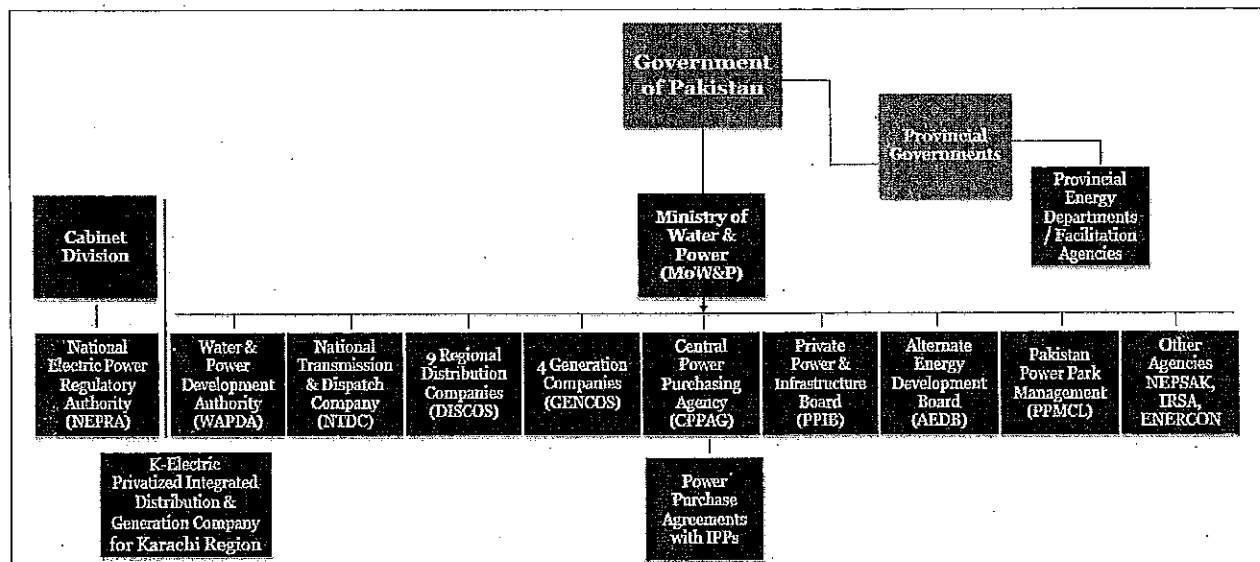 Government
of Pakistan
Provincial
Governments
Provincial
Energy
Departments
/ Facilitation
Agencies
Cabinet
Division
Ministry of
Water &
Power
(MoW&P)
National
Electric Power
Regulatory
Authority
(NEPRA)
Water &
Power
Development
Authority
(WAPDA)
National
Transmission
& Dispatch
Company
(NTDC)
9 Regional
Distribution
Companies
(DISCOS)
4 Generation
Companies
(GENCOS)
Central
Power
Purchasing
Agency
(CPPAG)
Private
Power &
Infrastructure
Board
(PPIB)
Alternate
Energy
Development
Board
(AEDB)
Pakistan
Power Park
Management
(PPMCL)
Other
Agencies
NEPSAK,
IRSA,
ENERCON
K-Electric
Privatized Integrated
Distribution &
Generation Company
for Karachi Region
Power
Purchase
Agreements
with IPPs